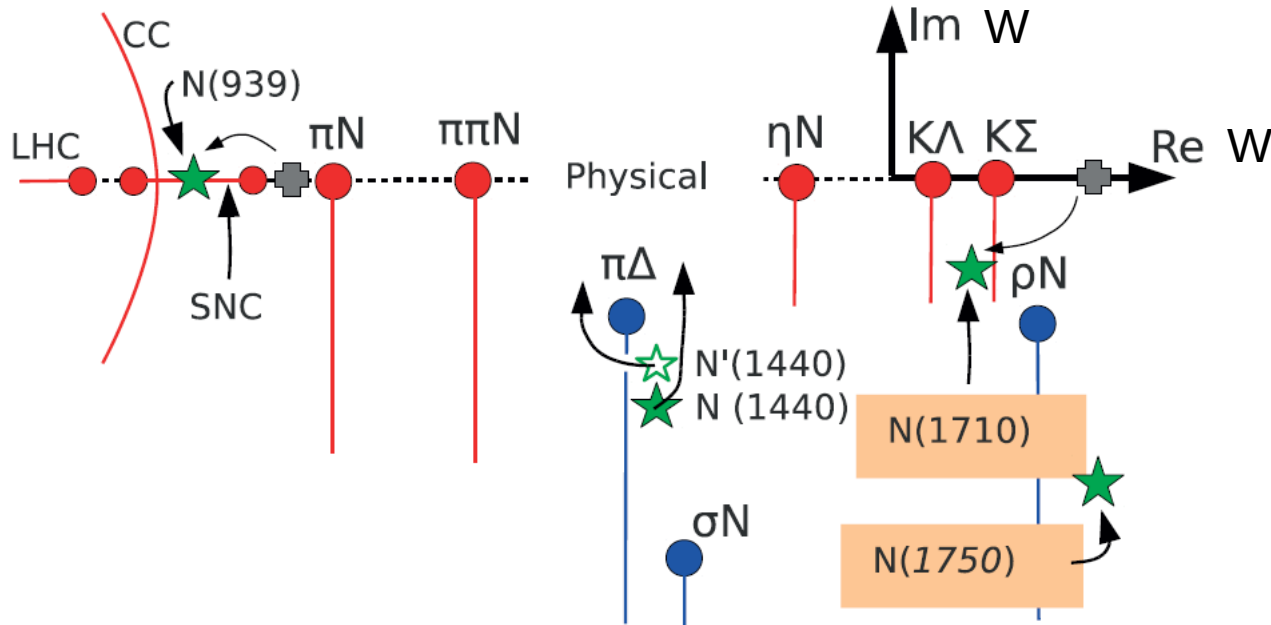 CC
Im W
N(939)
LHC
πN
ππN
Physical
ηN
KΛ
KΣ
Re W
SNC
πΔ
ρN
N'(1440)
N (1440)
N(1710)
σN
N(1750)